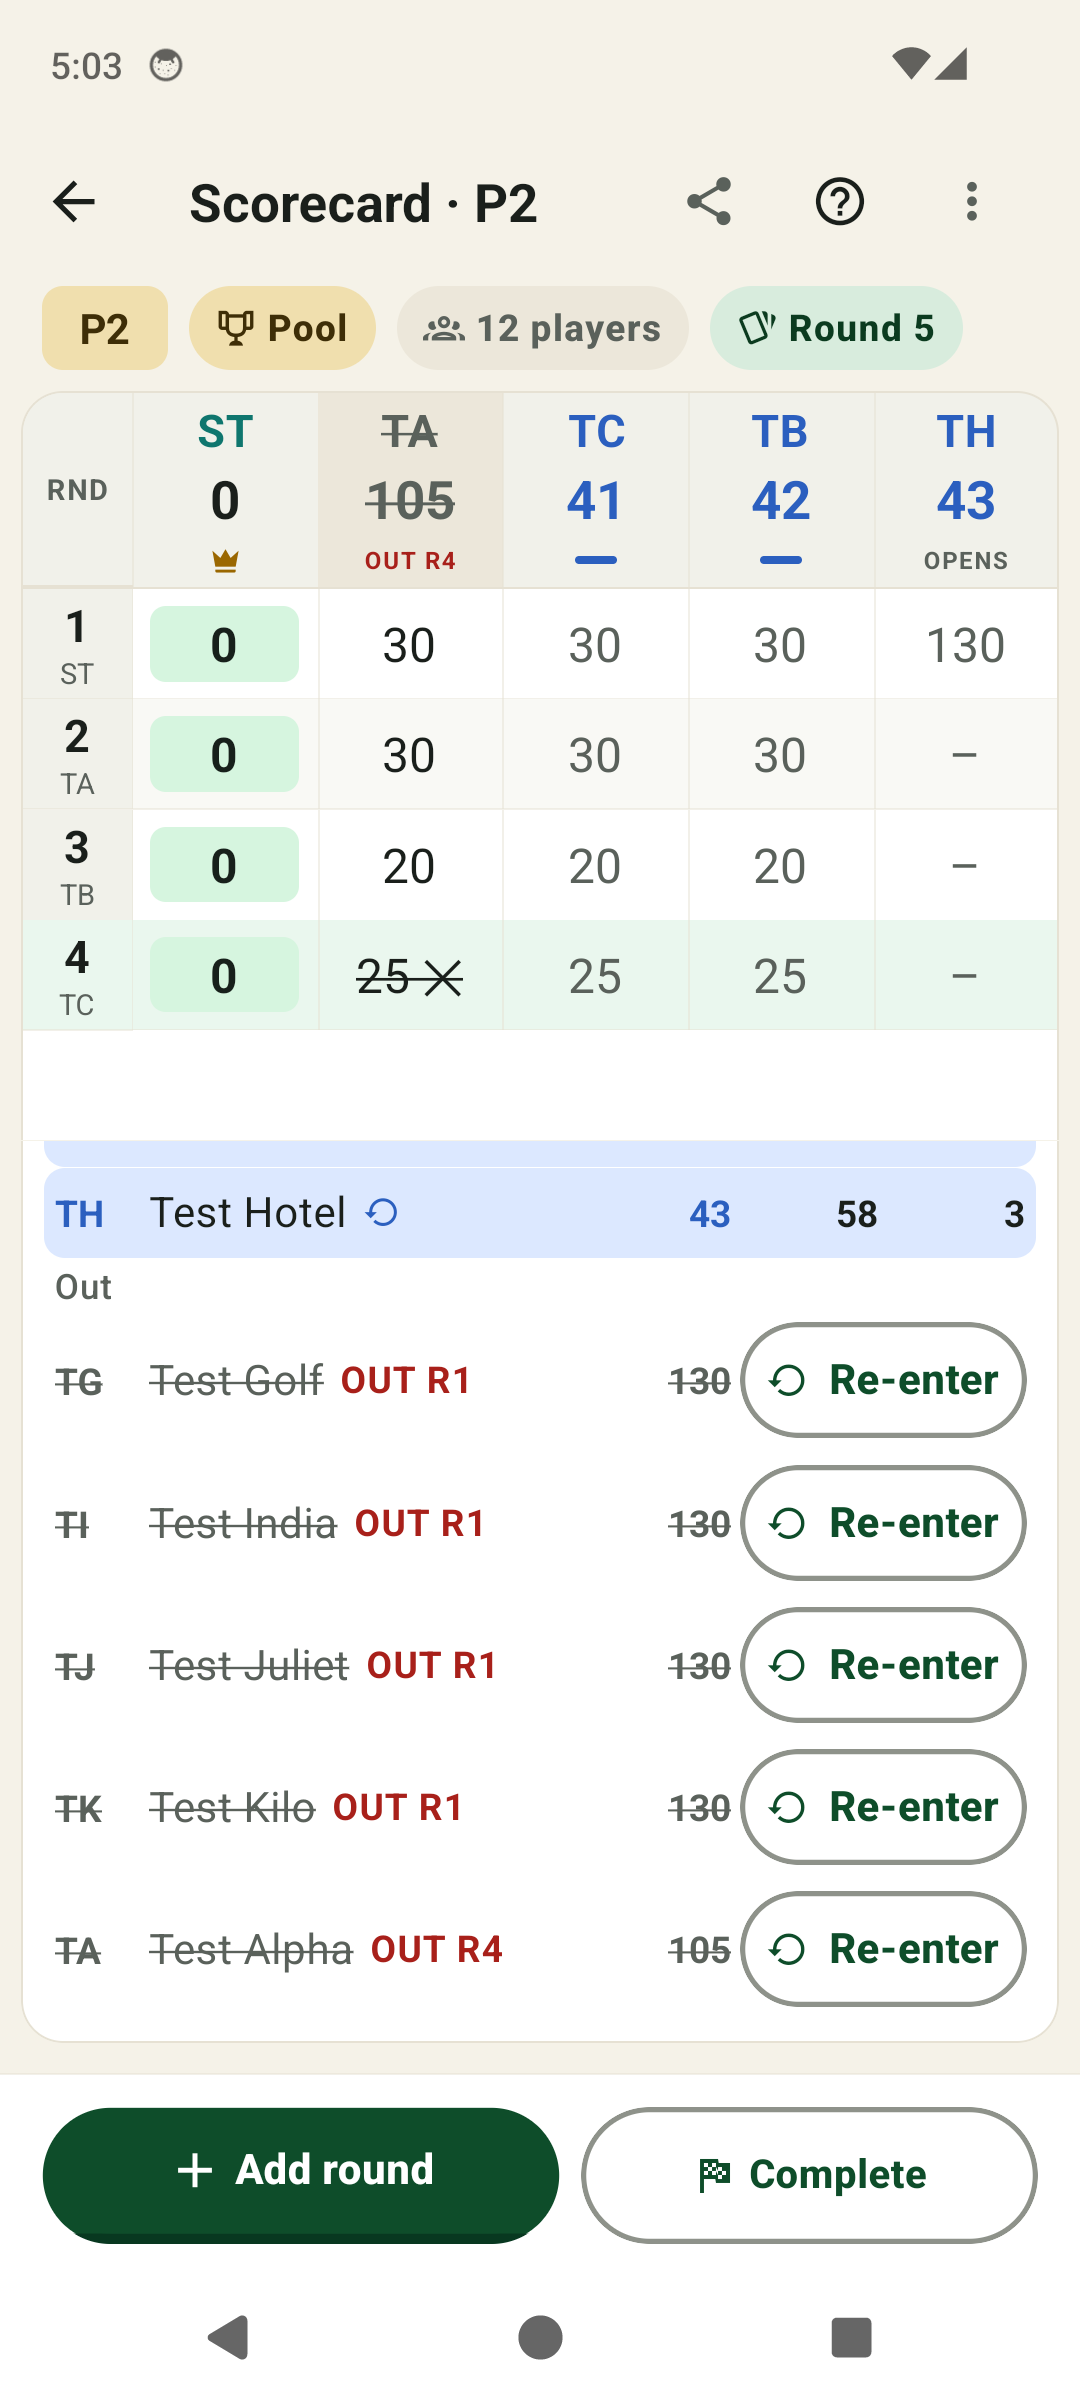 5:03
Scorecard · P2
P2 Pool 12 players Round 5
ST TA TC TB TH
RND 0 105 41 42 43
OUT R4 OPENS
1 0 30 30 30 130
ST
2 0 30 30 30 –
TA
3 0 20 20 20 –
TB
4 0 25 25 25 –
TC
TH Test Hotel 43 58 3
Out
TG Test Golf OUT R1 130 Re-enter
TI Test India OUT R1 130 Re-enter
TJ Test Juliet OUT R1 130 Re-enter
TK Test Kilo OUT R1 130 Re-enter
TA Test Alpha OUT R4 105 Re-enter
+ Add round Complete